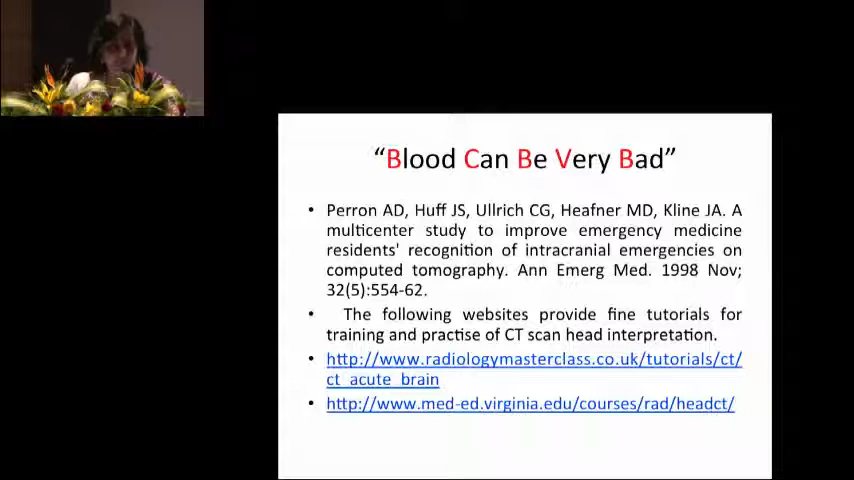 “Blood Can Be Very Bad”
• Perron AD, Huff JS, Ullrich CG, Heafner MD, Kline JA. A
multicenter study to improve emergency medicine
residents' recognition of intracranial emergencies on
computed tomography. Ann Emerg Med. 1998 Nov;
32(5):554-62.
• The following websites provide fine tutorials for
training and practise of CT scan head interpretation.
• http://www.radiologymasterclass.co.uk/tutorials/ct/
ct_acute_brain
• http://www.med-ed.virginia.edu/courses/rad/headct/